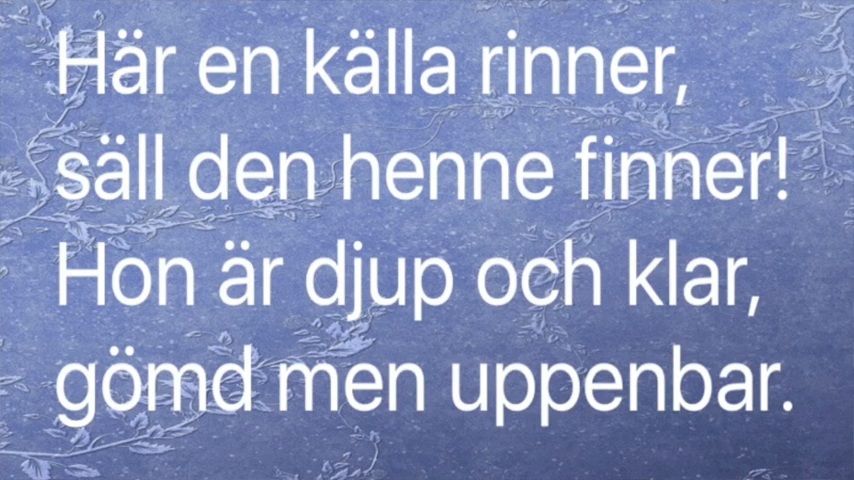 Här en källa rinner,
säll den henne finner!
Hon är djup och klar,
gömd men uppenbar.